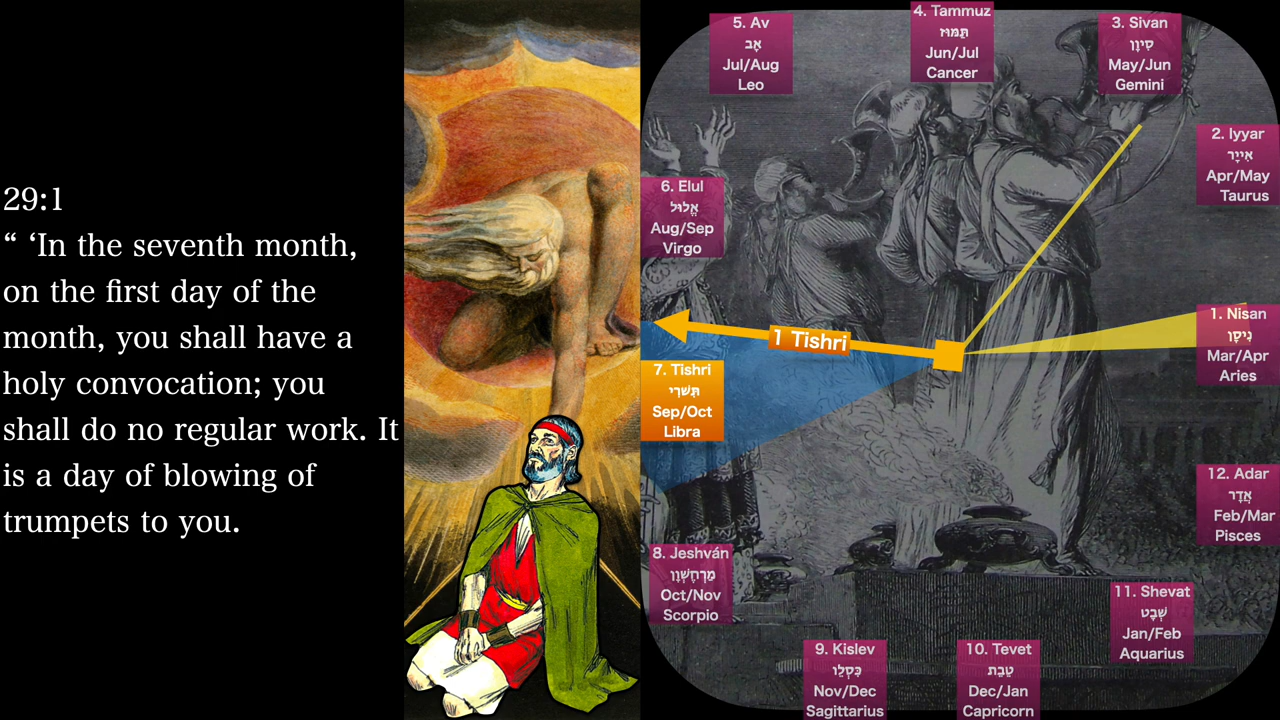 29:1
“ ‘In the seventh month,
on the first day of the
month, you shall have a
holy convocation; you
shall do no regular work. It
is a day of blowing of
trumpets to you.
5. Av
אָב
Jul/Aug
Leo
4. Tammuz
תַּמּוּז
Jun/Jul
Cancer
3. Sivan
סִיוָן
May/Jun
Gemini
2. Iyyar
אִייָר
Apr/May
Taurus
6. Elul
אֱלוּל
Aug/Sep
Virgo
1 Tishri
1. Nisan
נִיסָן
Mar/Apr
Aries
7. Tishri
תִּשְׁרֵי
Sep/Oct
Libra
12. Adar
אֲדָר
Feb/Mar
Pisces
8. Jeshván
מַרְחֶשְׁוָן
Oct/Nov
Scorpio
11. Shevat
שְׁבָט
Jan/Feb
Aquarius
9. Kislev
כִּסְלֵו
Nov/Dec
Sagittarius
10. Tevet
טֵבֵת
Dec/Jan
Capricorn